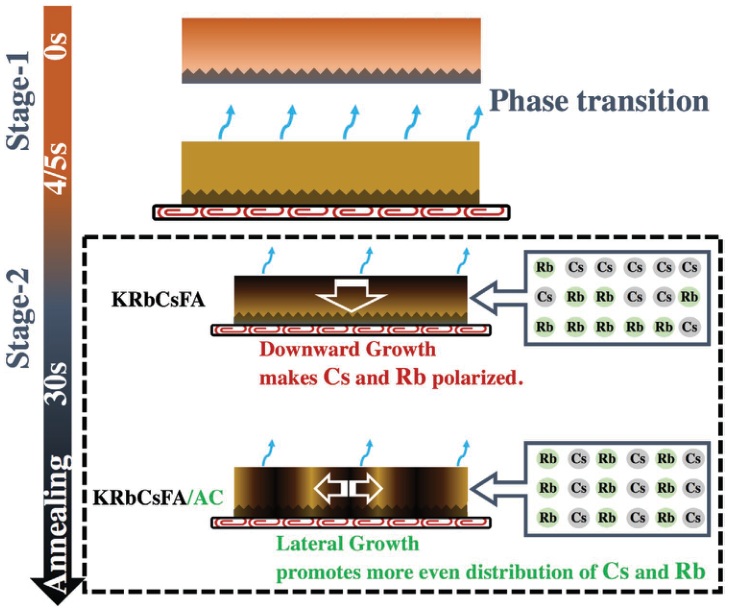 Stage-1
0s
Phase transition
4/5s
Stage-2
KRbCsFA
Rb Cs Cs Cs Cs Cs
Cs Rb Rb Cs Cs Rb
Rb Rb Rb Rb Rb Cs
Downward Growth
makes Cs and Rb polarized.
30s
Annealing
KRbCsFA/AC
Rb Cs Rb Cs Rb Cs
Rb Cs Rb Cs Rb Cs
Rb Cs Rb Cs Rb Cs
Lateral Growth
promotes more even distribution of Cs and Rb